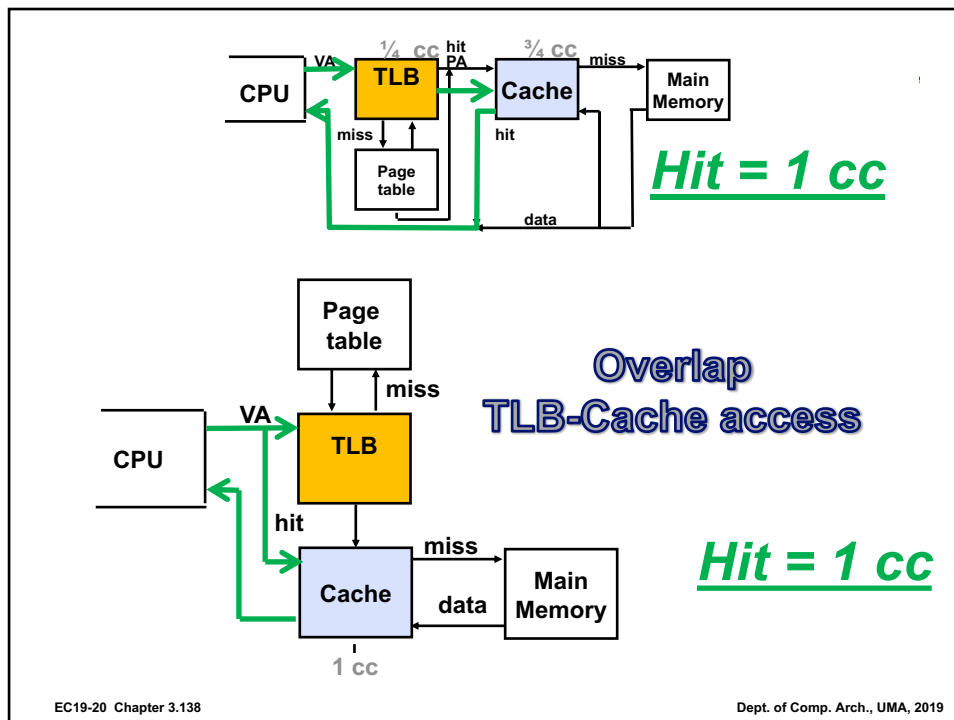 ¼ cc
hit
¾ cc
VA
PA
miss
TLB
CPU
Cache
Main
Memory
miss
hit
Page
table
Hit = 1 cc
data
Page
table
miss
Overlap
TLB-Cache access
VA
CPU
TLB
hit
miss
Hit = 1 cc
Cache
Main
Memory
data
1 cc
EC19-20 Chapter 3.138
Dept. of Comp. Arch., UMA, 2019